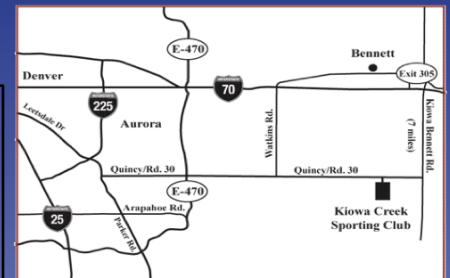 E-470
Bennett
Exit 305
Denver
70
225
Leetsdale Dr
Aurora
Watkins Rd.
(7 miles)
Kiowa Bennett Rd.
Quincy/Rd. 30
Quincy/Rd. 30
E-470
25
Arapahoe Rd.
Parker Rd.
Kiowa Creek
Sporting Club